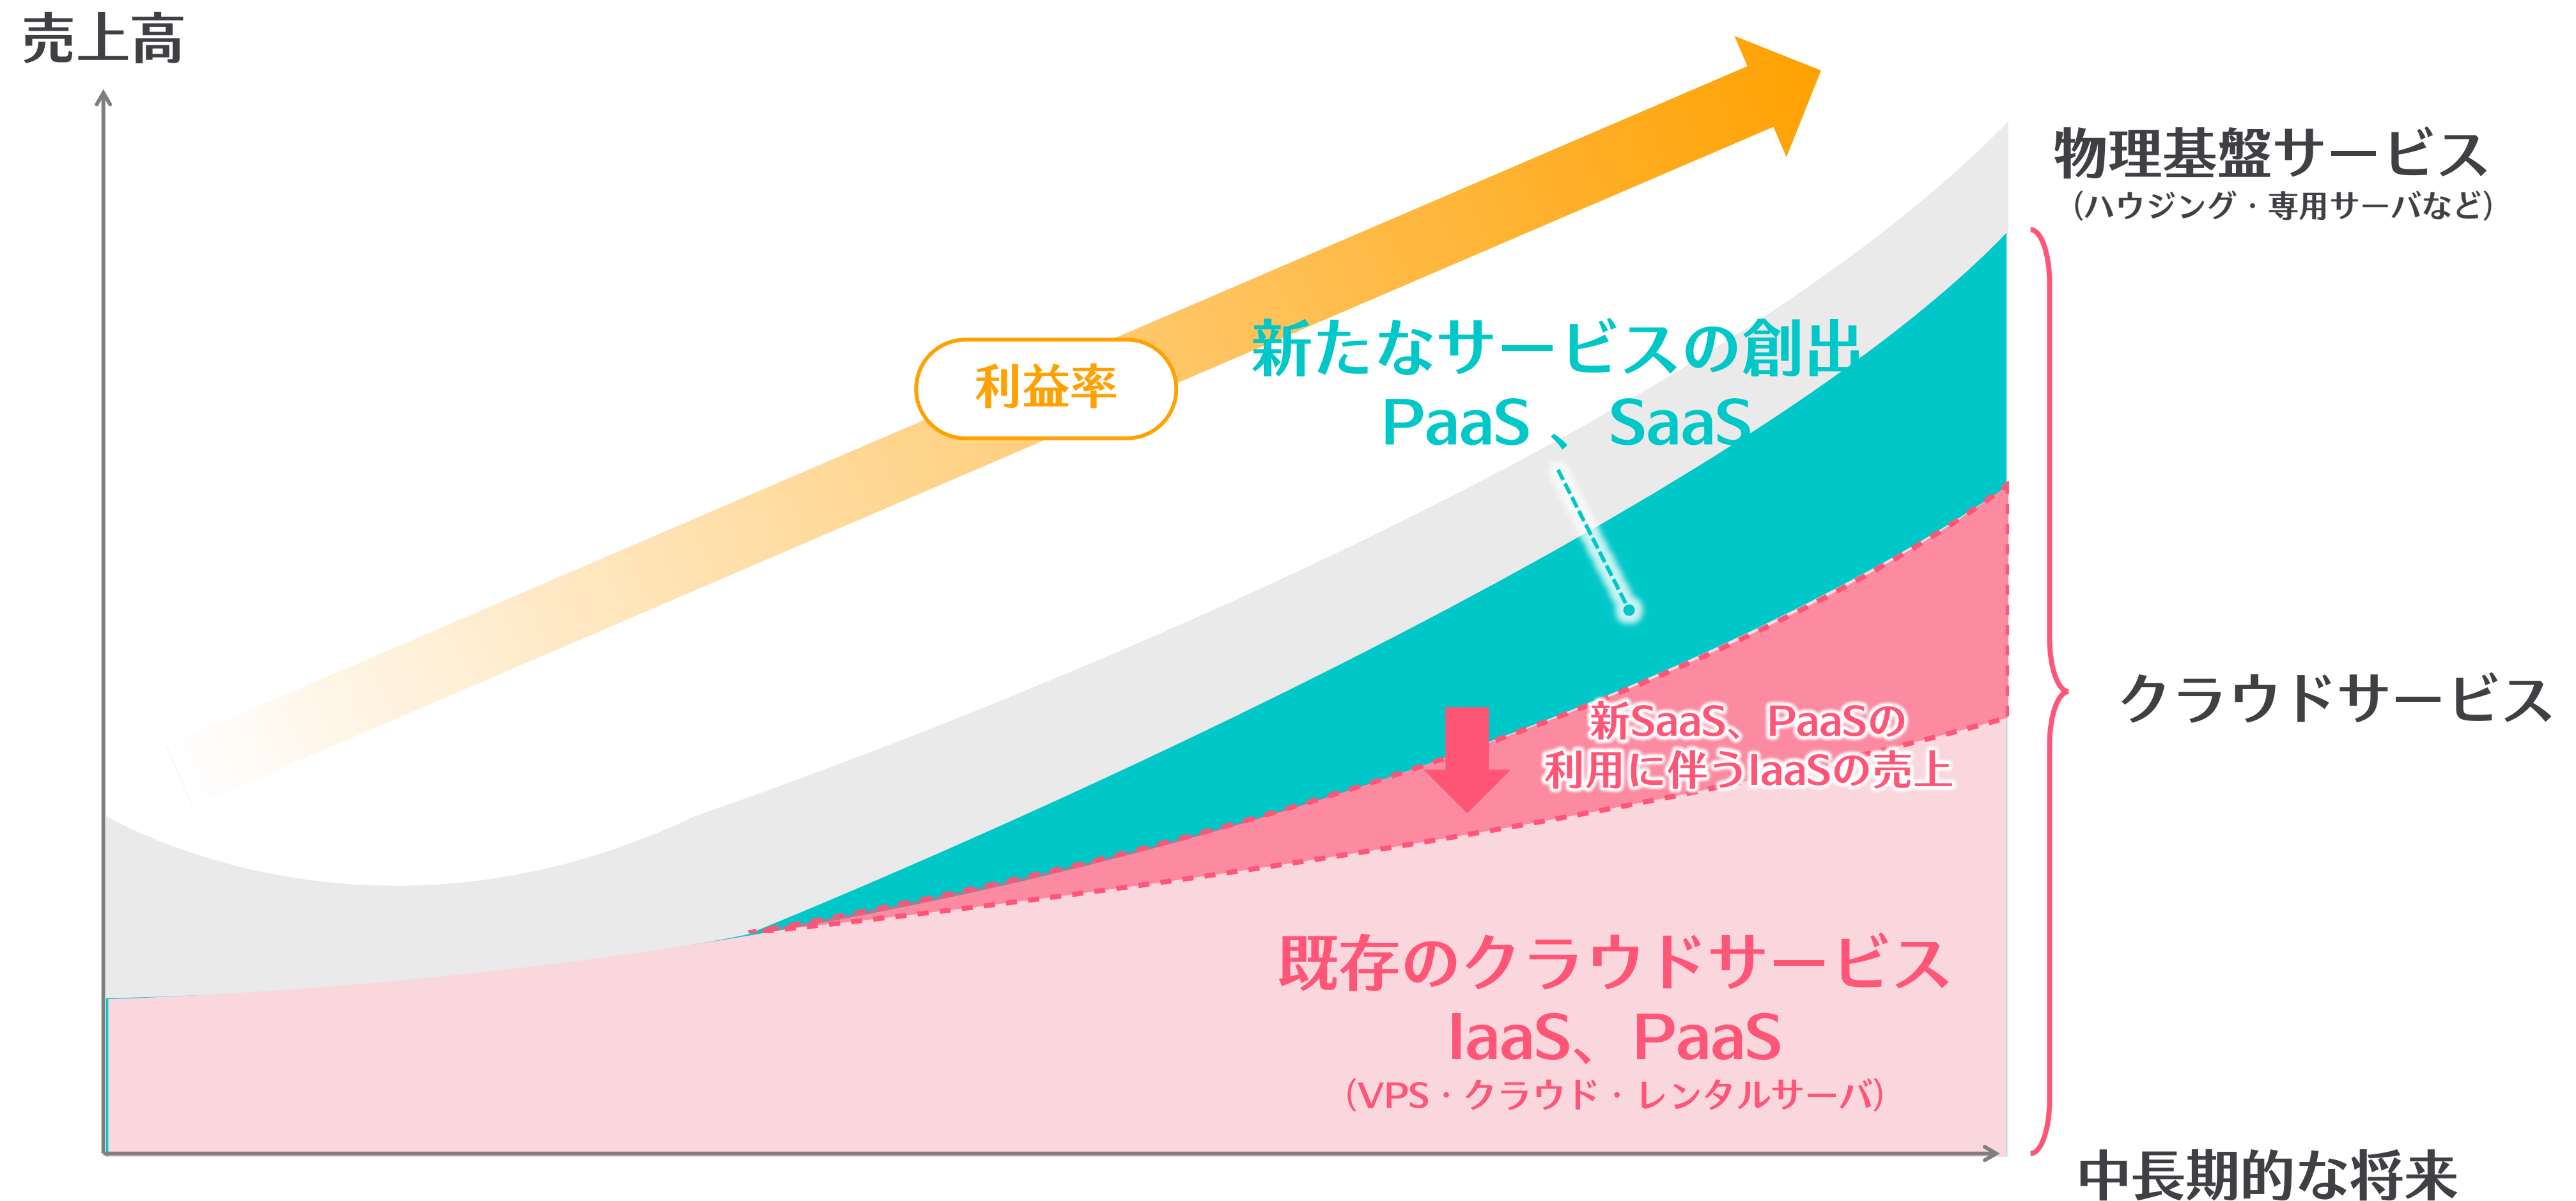 売上高
物理基盤サービス
（ハウジング・専用サーバなど）
新たなサービスの創出
PaaS 、SaaS
利益率
新SaaS、PaaSの
利用に伴うIaaSの売上
クラウドサービス
既存のクラウドサービス
IaaS、PaaS
（VPS・クラウド・レンタルサーバ）
中長期的な将来